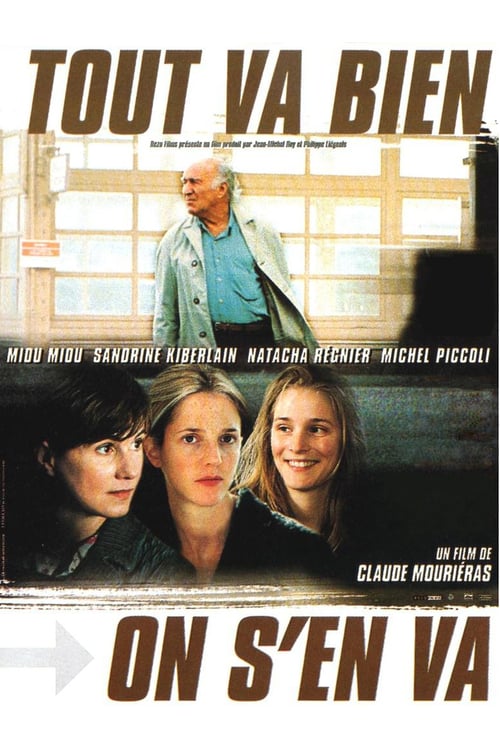 TOUT VA BIEN
Rezo Films présente un film produit par Jean-Michel Rey et Philippe Liégeois
MIOU MIOU SANDRINE KIBERLAIN NATACHA RÉGNIER MICHEL PICCOLI
UN FILM DE
CLAUDE MOURIÉRAS
ON S'EN VA